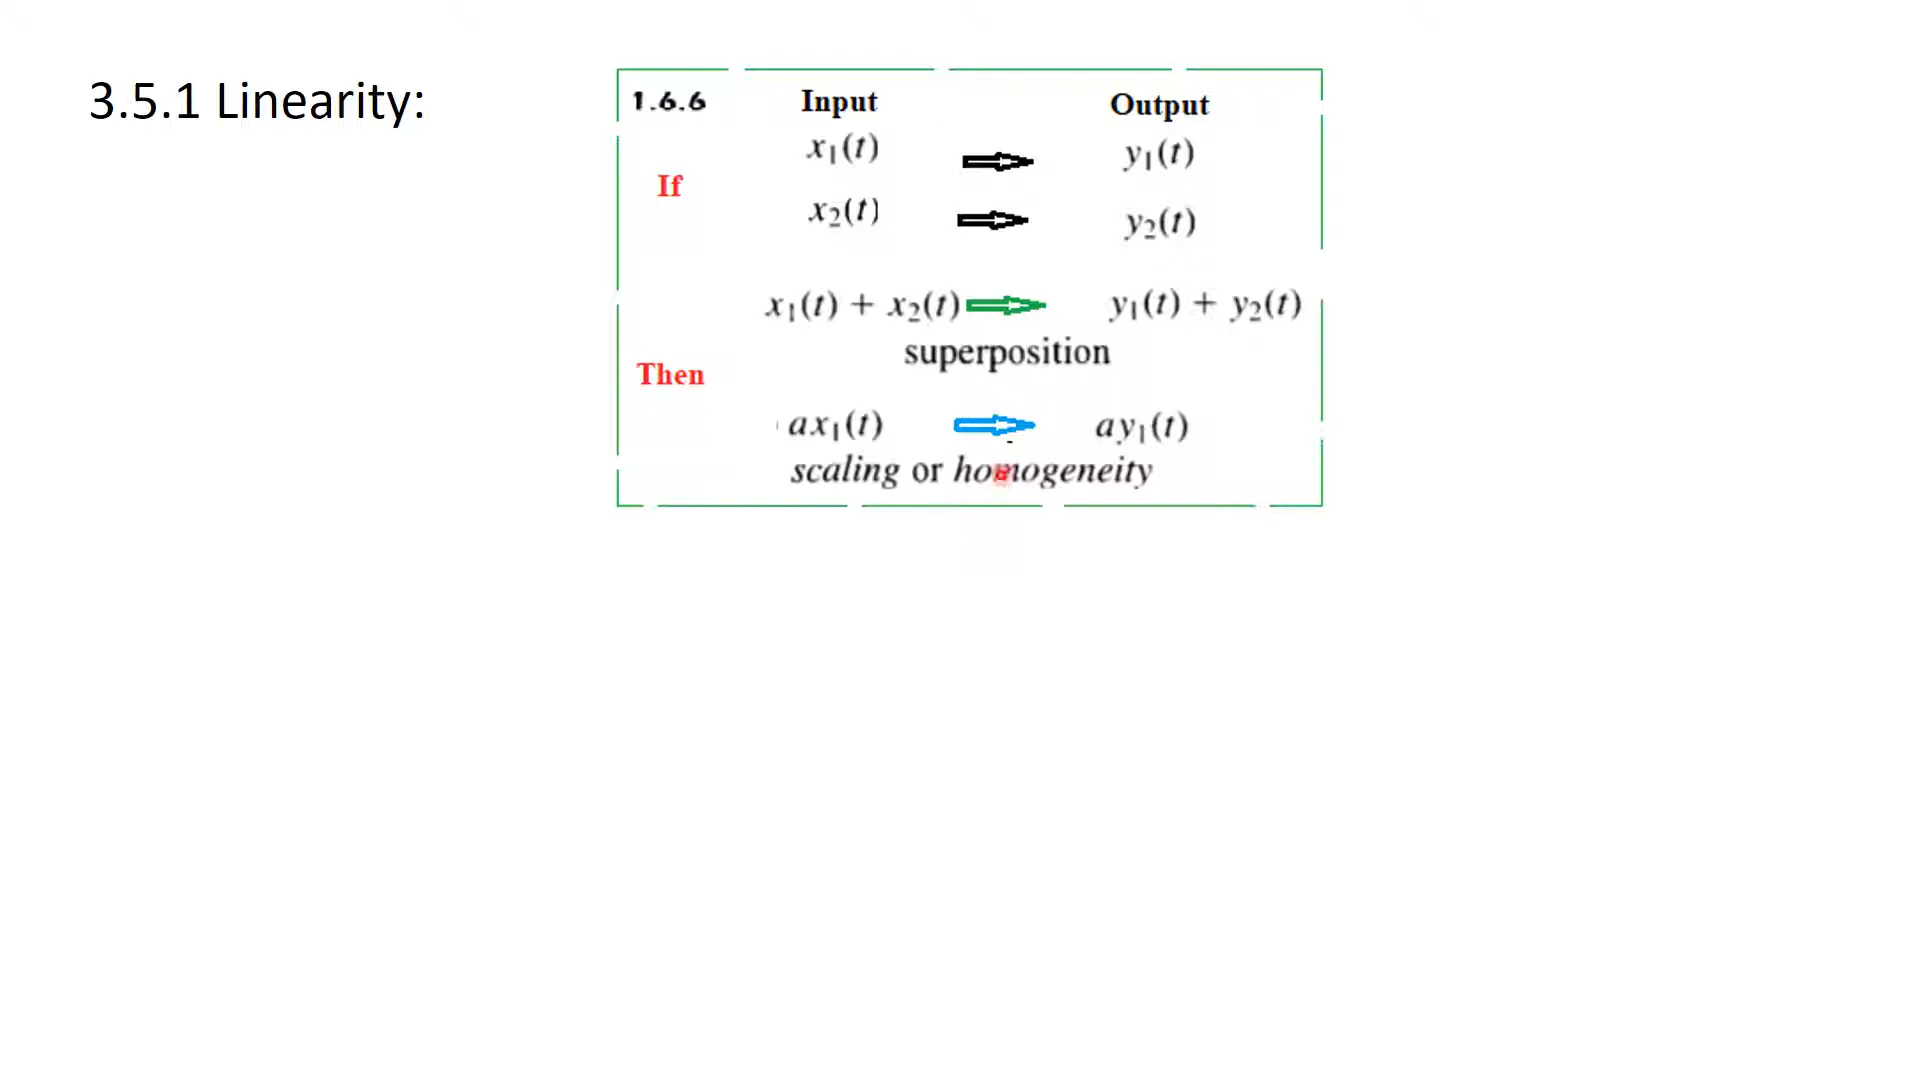 3.5.1 Linearity:
1.6.6 Input Output
x₁(t) y₁(t)
If
x₂(t) y₂(t)
x₁(t) + x₂(t) y₁(t) + y₂(t)
superposition
Then
ax₁(t) ay₁(t)
scaling or homogeneity